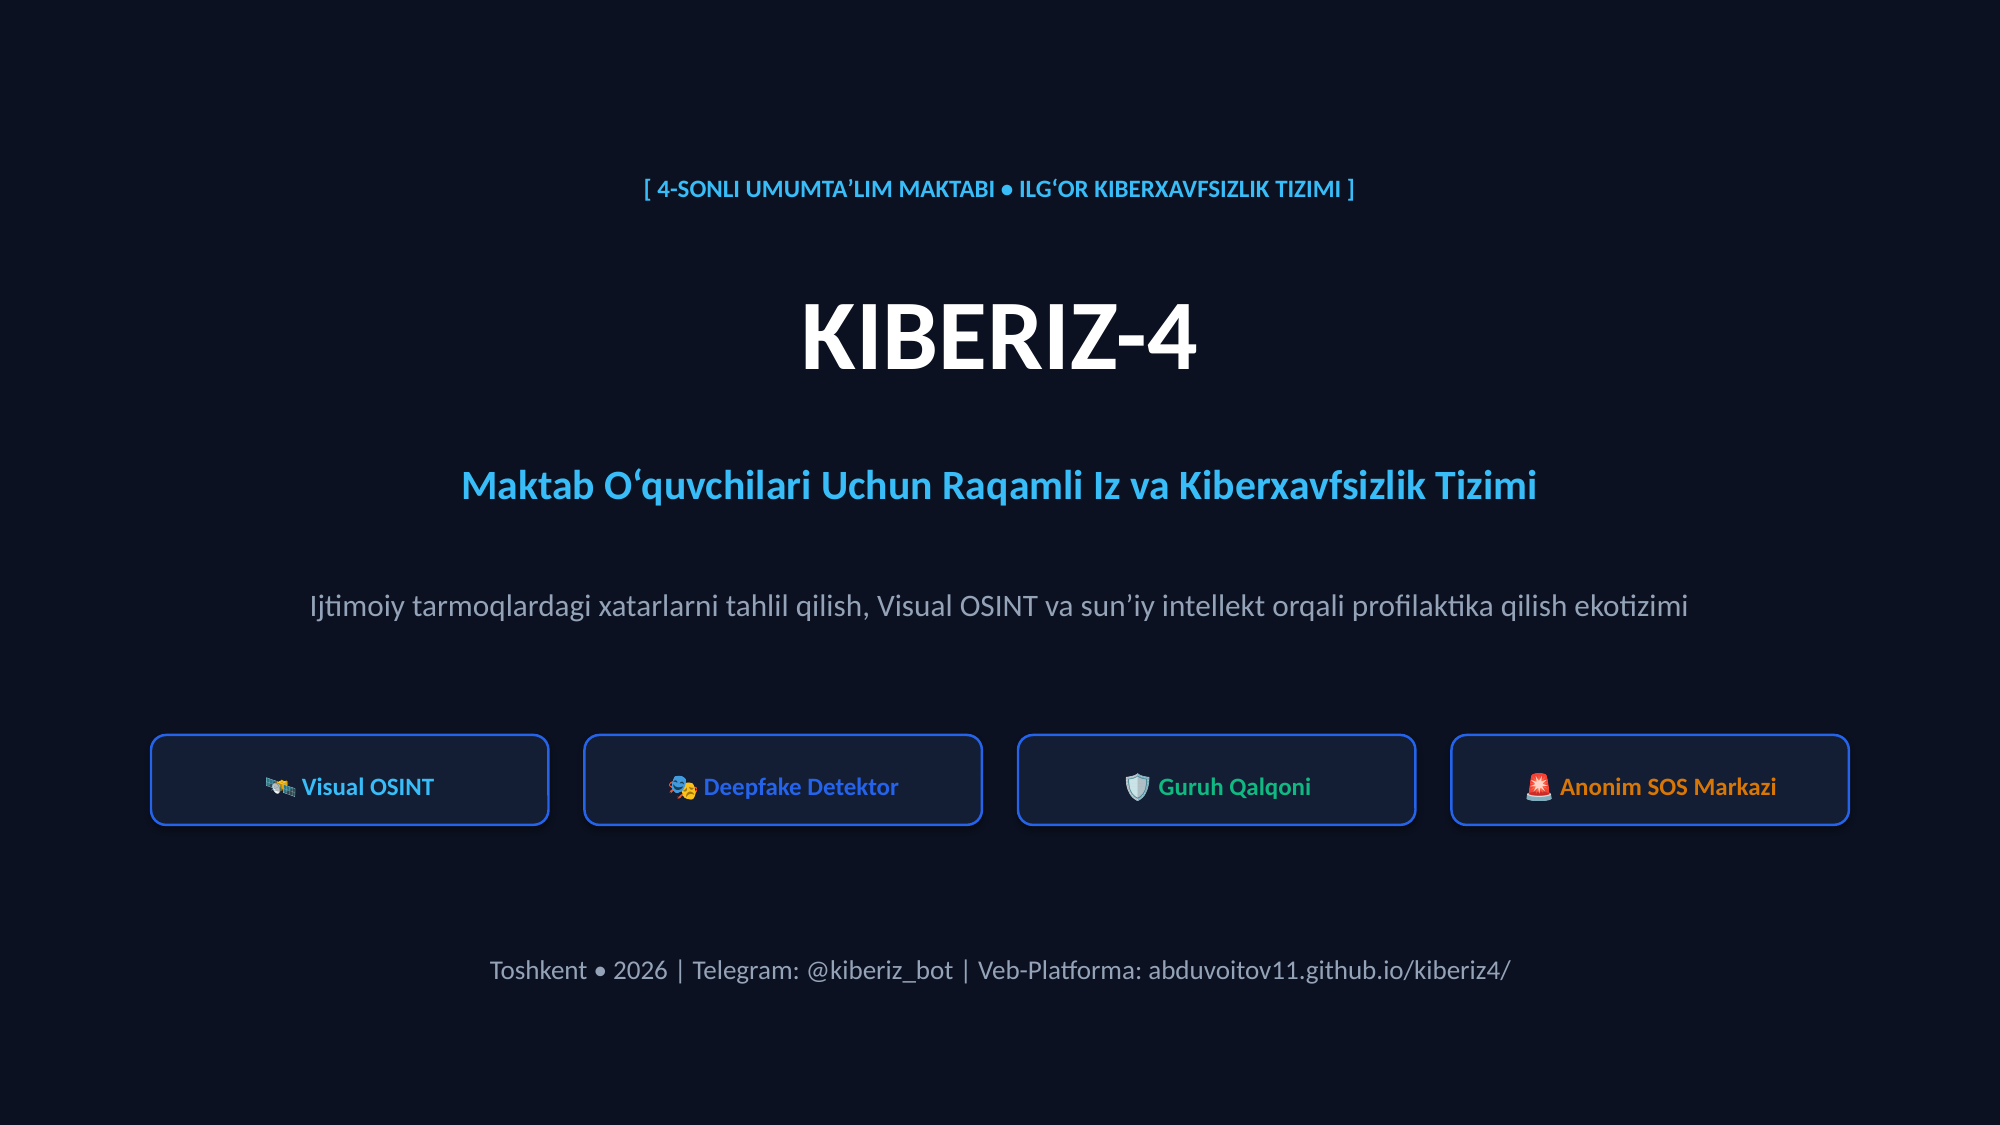 [ 4-SONLI UMUMTA’LIM MAKTABI • ILG‘OR KIBERXAVFSIZLIK TIZIMI ]
KIBERIZ-4
Maktab O‘quvchilari Uchun Raqamli Iz va Kiberxavfsizlik Tizimi
Ijtimoiy tarmoqlardagi xatarlarni tahlil qilish, Visual OSINT va sun’iy intellekt orqali profilaktika qilish ekotizimi
🛰️ Visual OSINT
🎭 Deepfake Detektor
🛡️ Guruh Qalqoni
🚨 Anonim SOS Markazi
Toshkent • 2026 | Telegram: @kiberiz_bot | Veb-Platforma: abduvoitov11.github.io/kiberiz4/